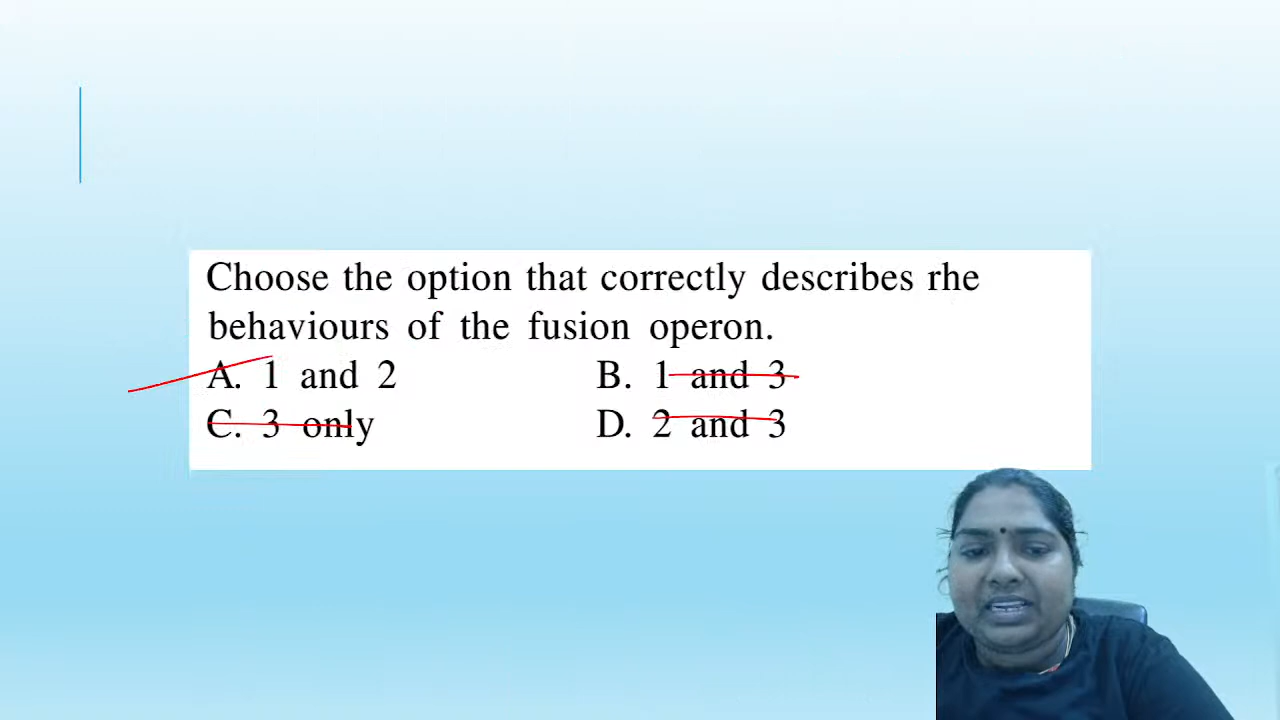 Choose the option that correctly describes rhe
behaviours of the fusion operon.
A. 1 and 2 B. 1 and 3
C. 3 only D. 2 and 3